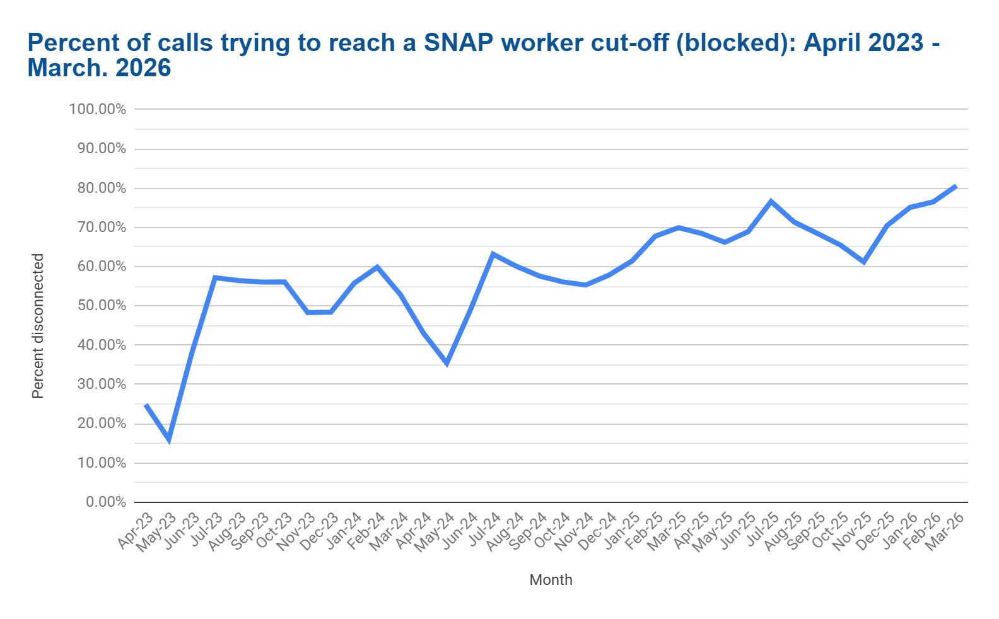 Percent of calls trying to reach a SNAP worker cut-off (blocked): April 2023 -
March. 2026
100.00%
90.00%
80.00%
70.00%
60.00%
50.00%
40.00%
30.00%
20.00%
10.00%
0.00%
Percent disconnected
Apr-23
May-23
Jun-23
Jul-23
Aug-23
Sep-23
Oct-23
Nov-23
Dec-23
Jan-24
Feb-24
Mar-24
Apr-24
May-24
Jun-24
Jul-24
Aug-24
Sep-24
Oct-24
Nov-24
Dec-24
Jan-25
Feb-25
Mar-25
Apr-25
May-25
Jun-25
Jul-25
Aug-25
Sep-25
Oct-25
Nov-25
Dec-25
Jan-26
Feb-26
Mar-26
Month